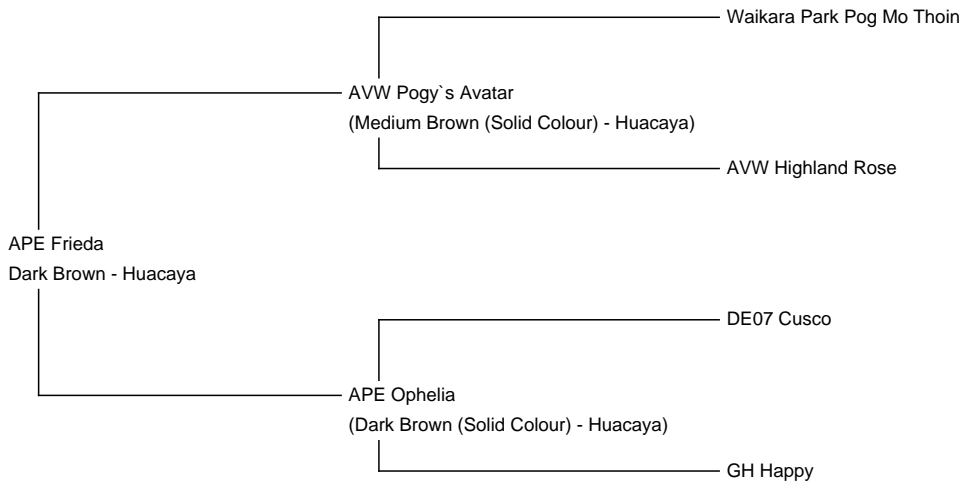 Waikara Park Pog Mo Thoin
AVW Pogy`s Avatar
(Medium Brown (Solid Colour) - Huacaya)
AVW Highland Rose
APE Frieda
Dark Brown - Huacaya
DE07 Cusco
APE Ophelia
(Dark Brown (Solid Colour) - Huacaya)
GH Happy